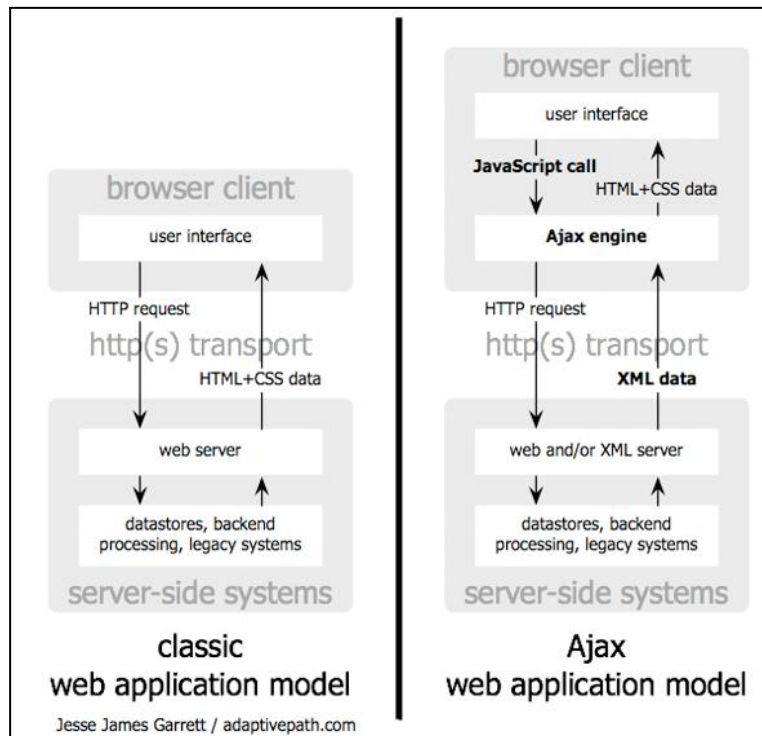 browser client
user interface
HTTP request
http(s) transport
HTML+CSS data
web server
datastores, backend
processing, legacy systems
server-side systems
classic
web application model
Jesse James Garrett / adaptivepath.com
browser client
user interface
JavaScript call
HTML+CSS data
Ajax engine
HTTP request
http(s) transport
XML data
web and/or XML server
datastores, backend
processing, legacy systems
server-side systems
Ajax
web application model